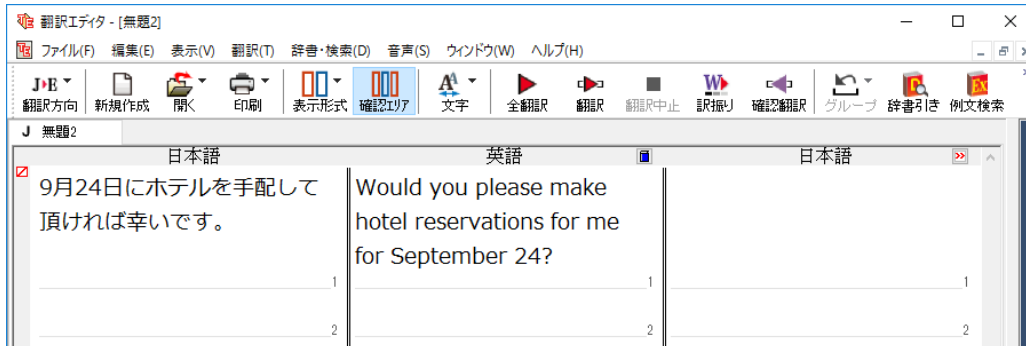 翻訳エディタ - [無題2]
ファイル(F) 編集(E) 表示(V) 翻訳(T) 辞書・検索(D) 音声(S) ウィンドウ(W) ヘルプ(H)
J▶E
翻訳方向 新規作成 開く 印刷 表示形式 確認エリア 文字 全翻訳 翻訳 翻訳中止 訳振り 確認翻訳 グループ 辞書引き 例文検索
J 無題2
日本語 英語 日本語
9月24日にホテルを手配して
頂ければ幸いです。
Would you please make
hotel reservations for me
for September 24?
1 1 1
2 2 2